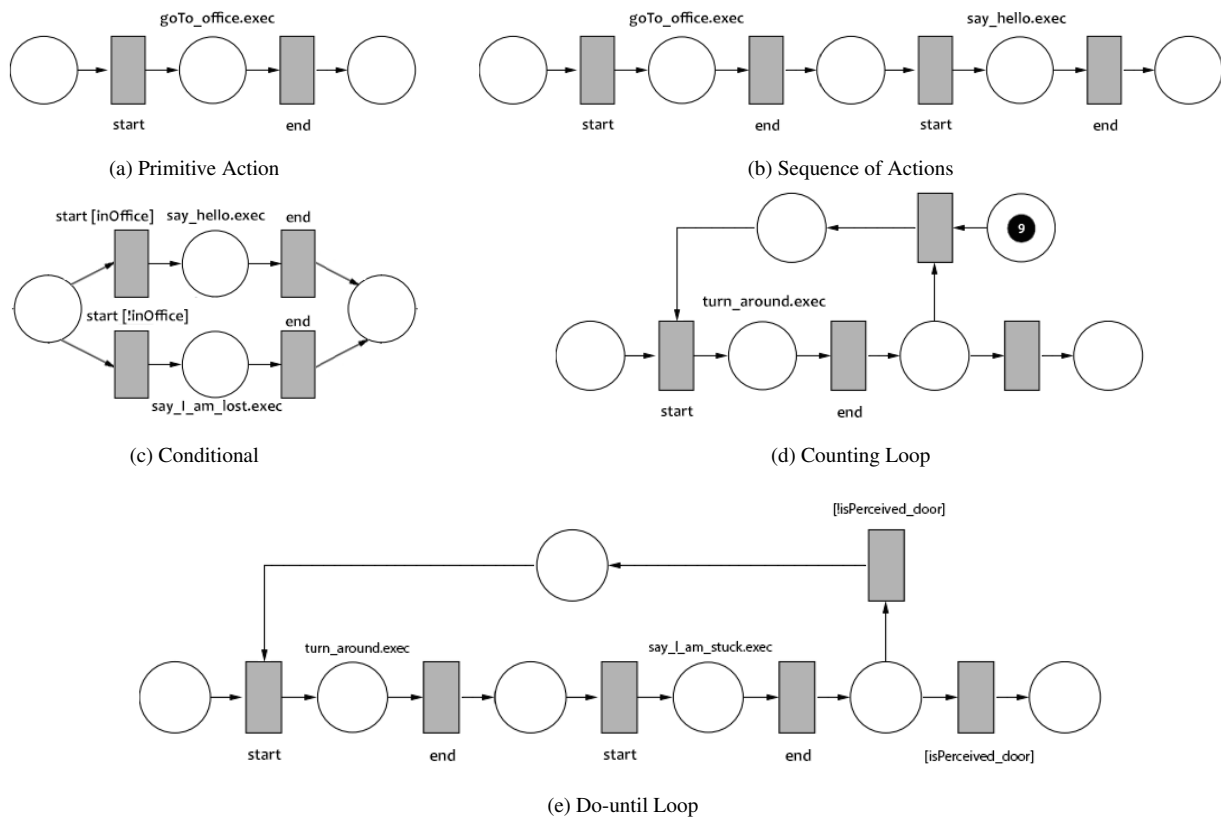 goTo_office.exec
start
end
(a) Primitive Action
goTo_office.exec
say_hello.exec
start
end
start
end
(b) Sequence of Actions
start [inOffice]
say_hello.exec
end
start [!inOffice]
end
say_I_am_lost.exec
(c) Conditional
9
turn_around.exec
start
end
(d) Counting Loop
[!isPerceived_door]
turn_around.exec
say_I_am_stuck.exec
start
end
start
end
[isPerceived_door]
(e) Do-until Loop